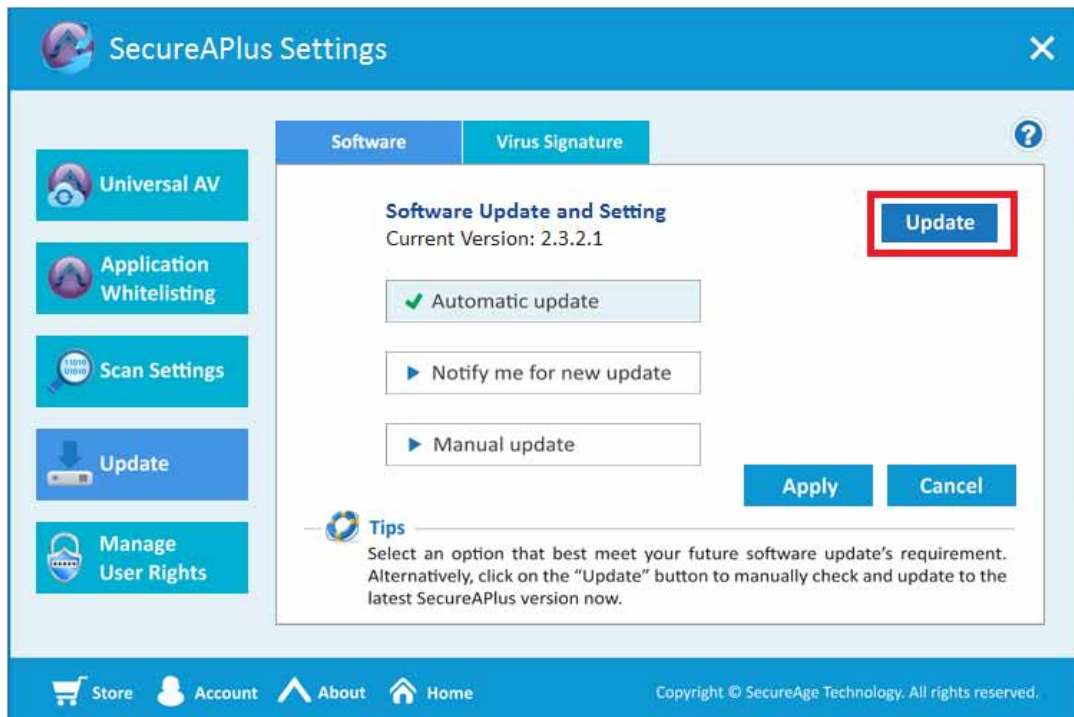 SecureAPlus Settings
Software
Virus Signature
Universal AV
Application
Whitelisting
Scan Settings
Update
Manage
User Rights
Software Update and Setting
Current Version: 2.3.2.1
Update
Automatic update
Notify me for new update
Manual update
Apply
Cancel
Tips
Select an option that best meet your future software update's requirement.
Alternatively, click on the “Update” button to manually check and update to the
latest SecureAPlus version now.
Store
Account
About
Home
Copyright © SecureAge Technology. All rights reserved.